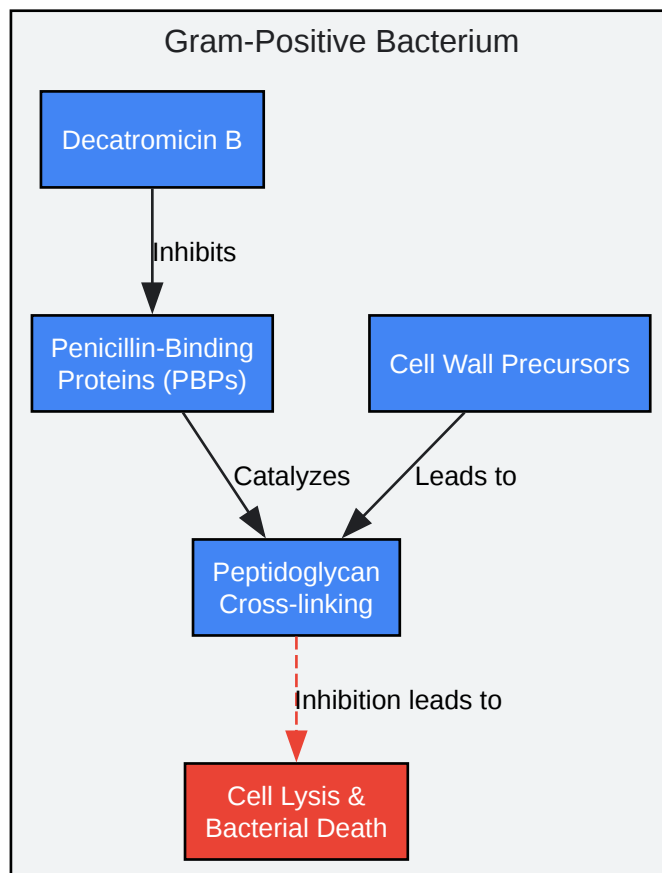 Gram-Positive Bacterium
Decatromicin B
Inhibits
Penicillin-Binding
Proteins (PBPs)
Cell Wall Precursors
Catalyzes
Leads to
Peptidoglycan
Cross-linking
Inhibition leads to
Cell Lysis &
Bacterial Death